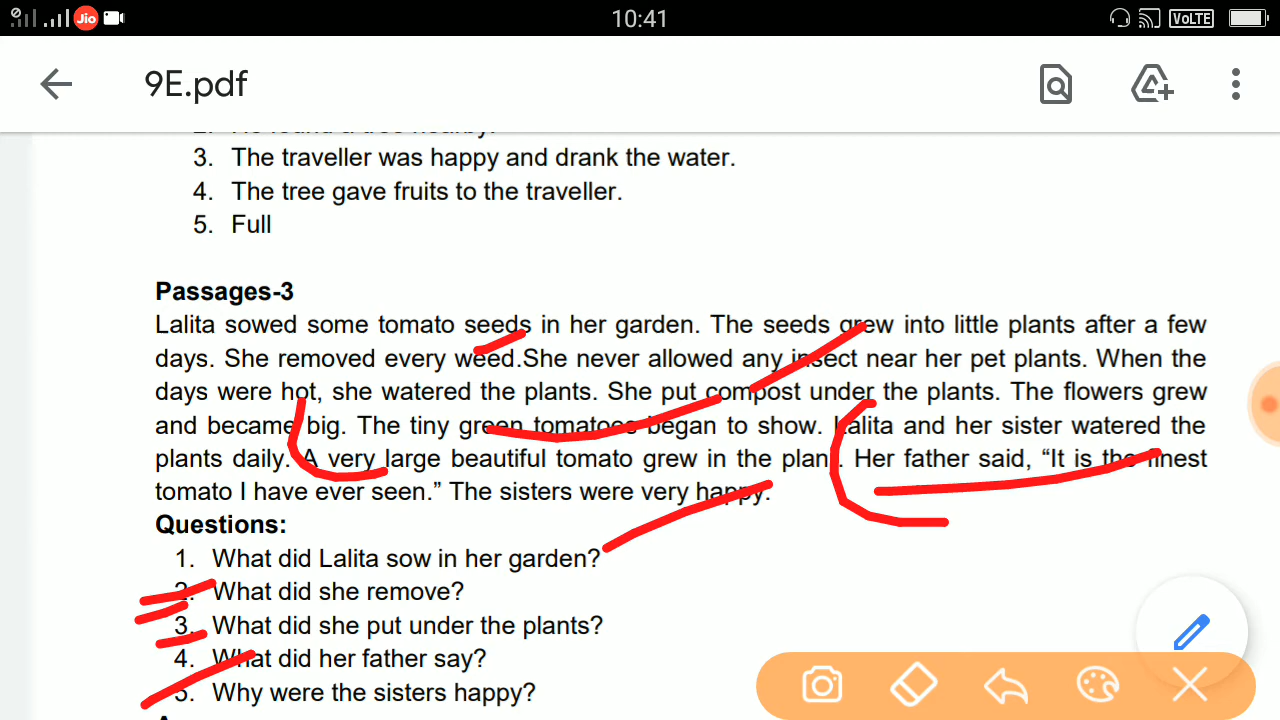 Jio 10:41 VoLTE
9E.pdf
3. The traveller was happy and drank the water.
4. The tree gave fruits to the traveller.
5. Full
Passages-3
Lalita sowed some tomato seeds in her garden. The seeds grew into little plants after a few
days. She removed every weed.She never allowed any insect near her pet plants. When the
days were hot, she watered the plants. She put compost under the plants. The flowers grew
and became big. The tiny green tomatoes began to show. Lalita and her sister watered the
plants daily. A very large beautiful tomato grew in the plant. Her father said, “It is the finest
tomato I have ever seen.” The sisters were very happy.
Questions:
1. What did Lalita sow in her garden?
2. What did she remove?
3. What did she put under the plants?
4. What did her father say?
5. Why were the sisters happy?